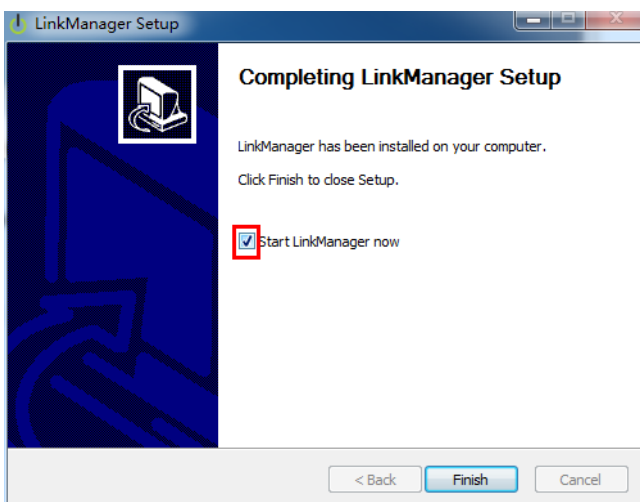 LinkManager Setup
Completing LinkManager Setup
LinkManager has been installed on your computer.
Click Finish to close Setup.
Start LinkManager now
< Back Finish Cancel